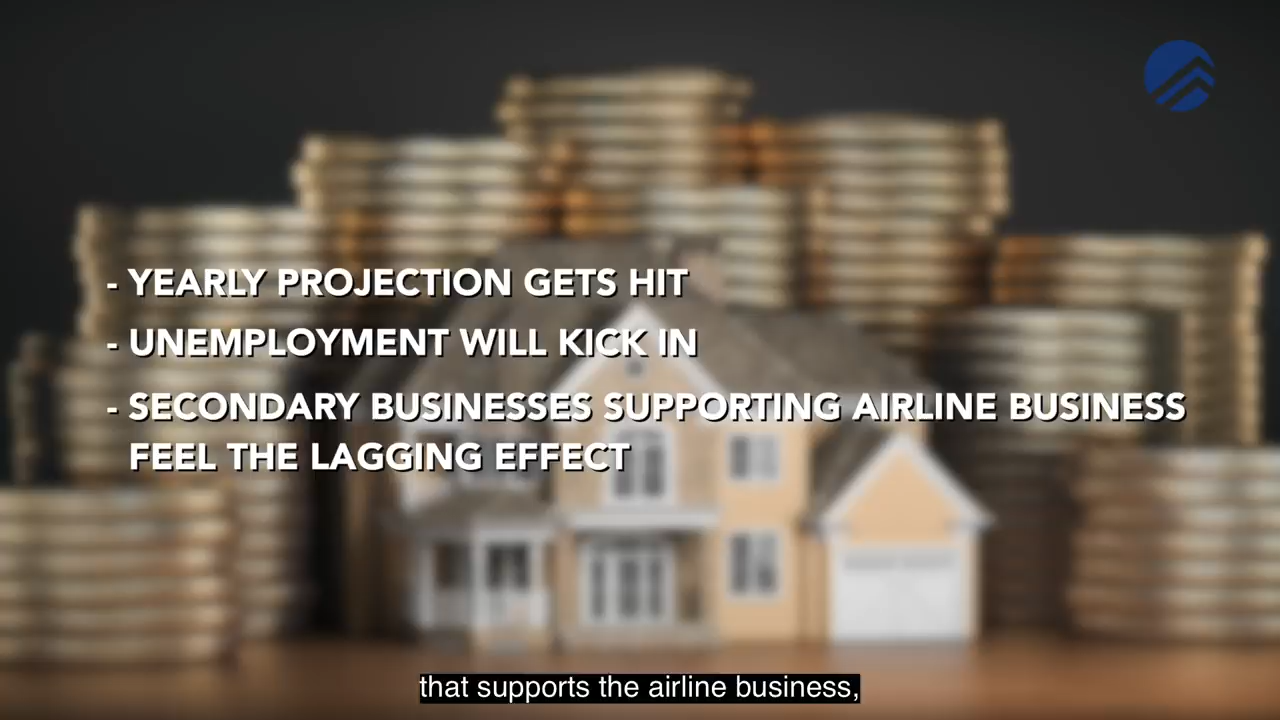 - YEARLY PROJECTION GETS HIT
- UNEMPLOYMENT WILL KICK IN
- SECONDARY BUSINESSES SUPPORTING AIRLINE BUSINESS
FEEL THE LAGGING EFFECT
that supports the airline business,